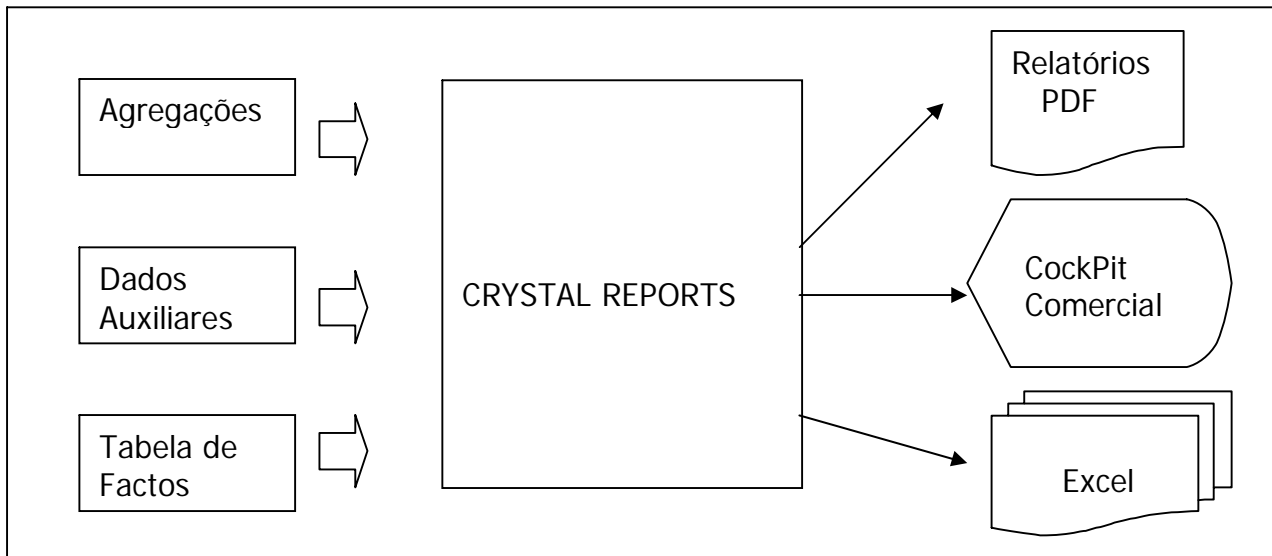 Agregações
Dados
Auxiliares
Tabela de
Factos
CRYSTAL REPORTS
Relatórios
PDF
CockPit
Comercial
Excel